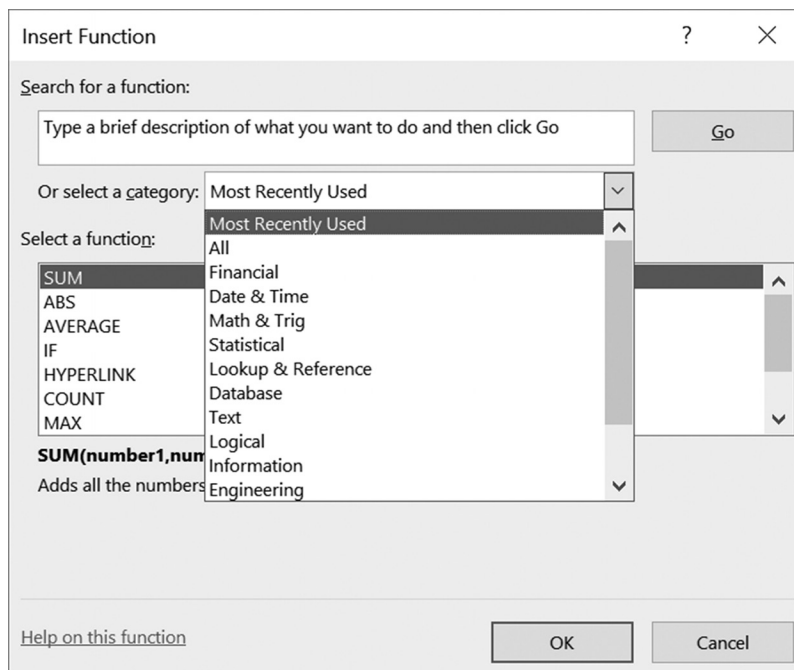 Insert Function
?
Search for a function:
Type a brief description of what you want to do and then click Go
Go
Or select a category:
Most Recently Used
Most Recently Used
All
Financial
Date & Time
Math & Trig
Statistical
Lookup & Reference
Database
Text
Logical
Information
Engineering
Select a function:
SUM
ABS
AVERAGE
IF
HYPERLINK
COUNT
MAX
SUM(number1,num
Adds all the numbers
Help on this function
OK
Cancel